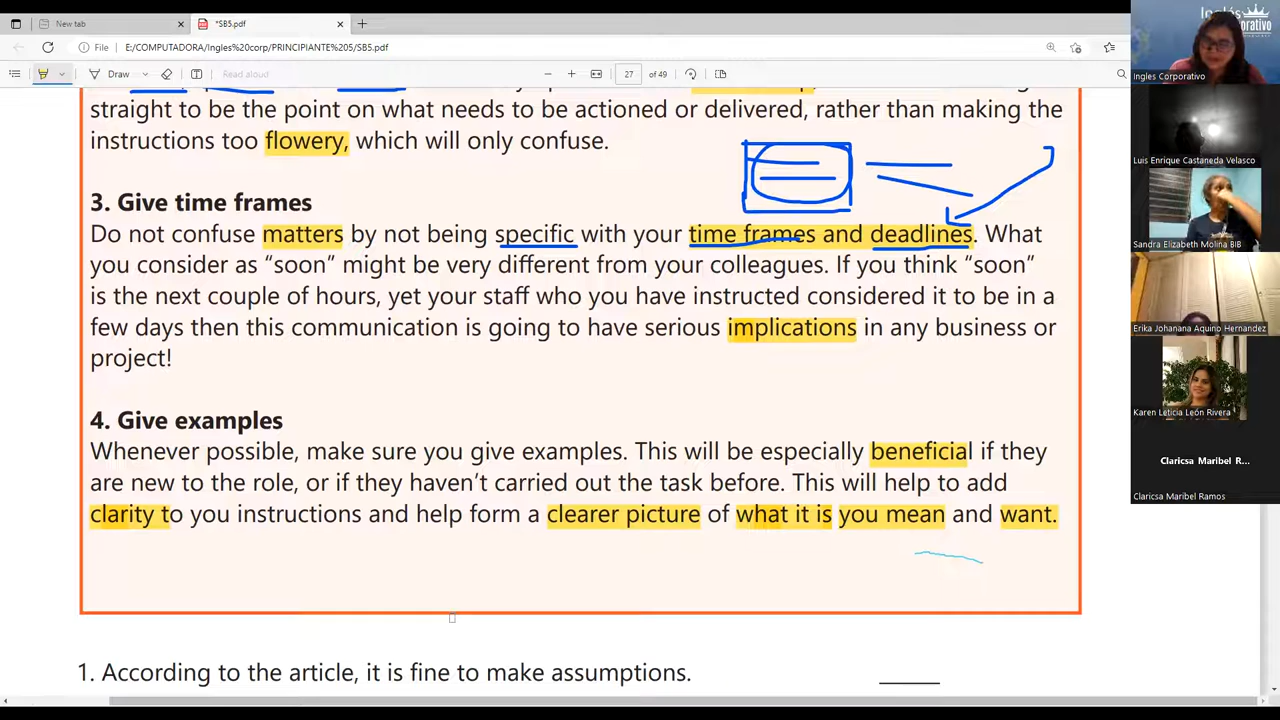 New tab
*SB5.pdf
File
E:/COMPUTADORA/Ingles%20corp/PRINCIPIANTE%205/SB5.pdf
Draw
Read aloud
27 of 49
straight to be the point on what needs to be actioned or delivered, rather than making the
instructions too flowery, which will only confuse.
3. Give time frames
Do not confuse matters by not being specific with your time frames and deadlines. What
you consider as “soon” might be very different from your colleagues. If you think “soon”
is the next couple of hours, yet your staff who you have instructed considered it to be in a
few days then this communication is going to have serious implications in any business or
project!
4. Give examples
Whenever possible, make sure you give examples. This will be especially beneficial if they
are new to the role, or if they haven’t carried out the task before. This will help to add
clarity to you instructions and help form a clearer picture of what it is you mean and want.
1. According to the article, it is fine to make assumptions. _____
Inglés
Ingles Corporativo
Luis Enrique Castaneda Velasco
Sandra Elizabeth Molina BIB
Erika Johanana Aquino Hernandez
Karen Leticia León Rivera
Claricsa Maribel R...
Claricsa Maribel Ramos